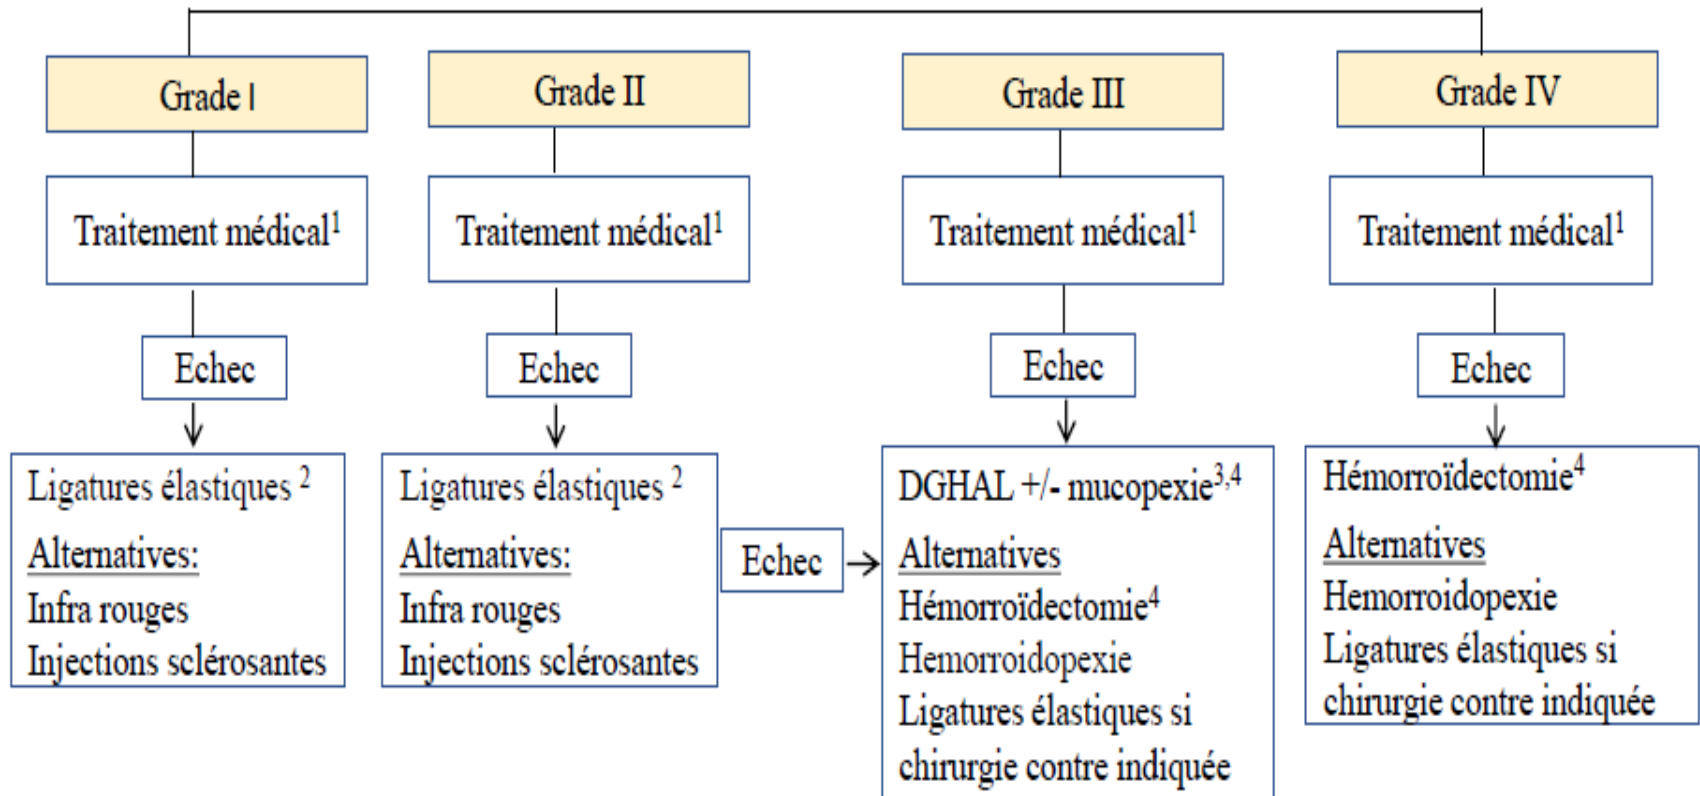 Grade I
Grade II
Grade III
Grade IV
Traitement médical1
Traitement médical1
Traitement médical1
Traitement médical1
Echec
Echec
Echec
Echec
Ligatures élastiques 2
Alternatives:
Infra rouges
Injections sclérosantes
Ligatures élastiques 2
Alternatives:
Infra rouges
Injections sclérosantes
Echec
DGHAL +/- mucopexie3,4
Alternatives
Hémorroïdectomie4
Hemorroidopexie
Ligatures élastiques si
chirurgie contre indiquée
Hémorroïdectomie4
Alternatives
Hemorroidopexie
Ligatures élastiques si
chirurgie contre indiquée